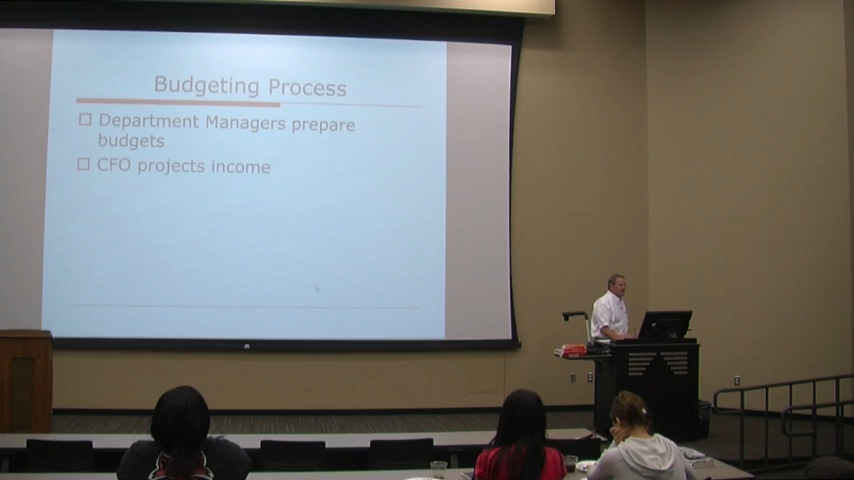 Budgeting Process
Department Managers prepare
budgets
CFO projects income